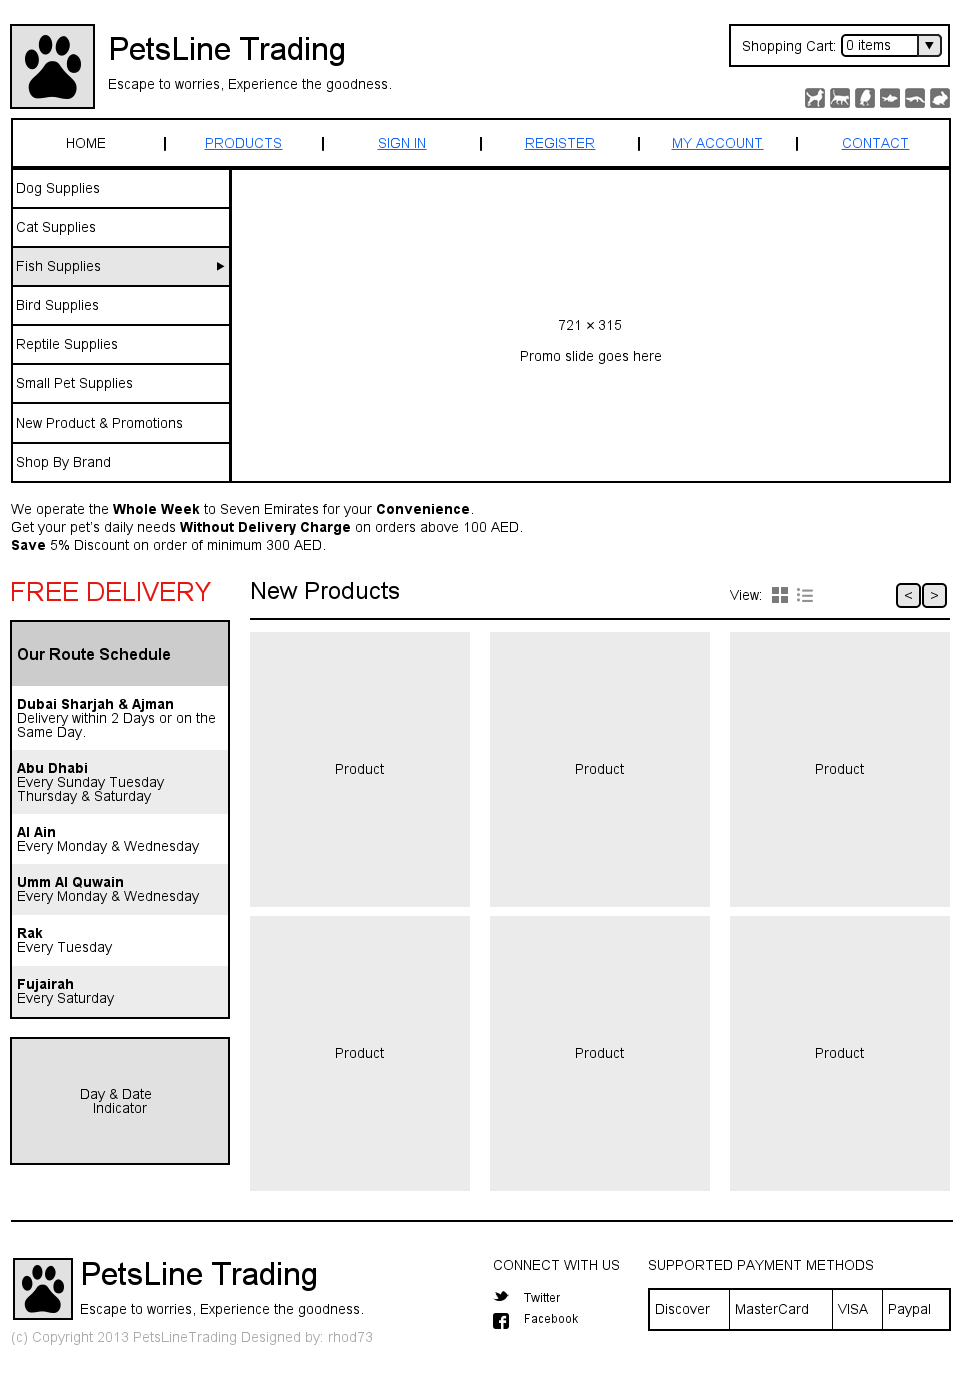 PetsLine Trading
Escape to worries, Experience the goodness.
Shopping Cart: 0 items
HOME | PRODUCTS | SIGN IN | REGISTER | MY ACCOUNT | CONTACT
Dog Supplies
Cat Supplies
Fish Supplies
Bird Supplies
Reptile Supplies
Small Pet Supplies
New Product & Promotions
Shop By Brand
721 × 315
Promo slide goes here
We operate the Whole Week to Seven Emirates for your Convenience.
Get your pet's daily needs Without Delivery Charge on orders above 100 AED.
Save 5% Discount on order of minimum 300 AED.
FREE DELIVERY
Our Route Schedule
Dubai Sharjah & Ajman
Delivery within 2 Days or on the
Same Day.
Abu Dhabi
Every Sunday Tuesday
Thursday & Saturday
Al Ain
Every Monday & Wednesday
Umm Al Quwain
Every Monday & Wednesday
Rak
Every Tuesday
Fujairah
Every Saturday
Day & Date
Indicator
New Products
View:
< >
Product
Product
Product
Product
Product
Product
PetsLine Trading
Escape to worries, Experience the goodness.
(c) Copyright 2013 PetsLineTrading Designed by: rhod73
CONNECT WITH US
Twitter
Facebook
SUPPORTED PAYMENT METHODS
Discover MasterCard VISA Paypal